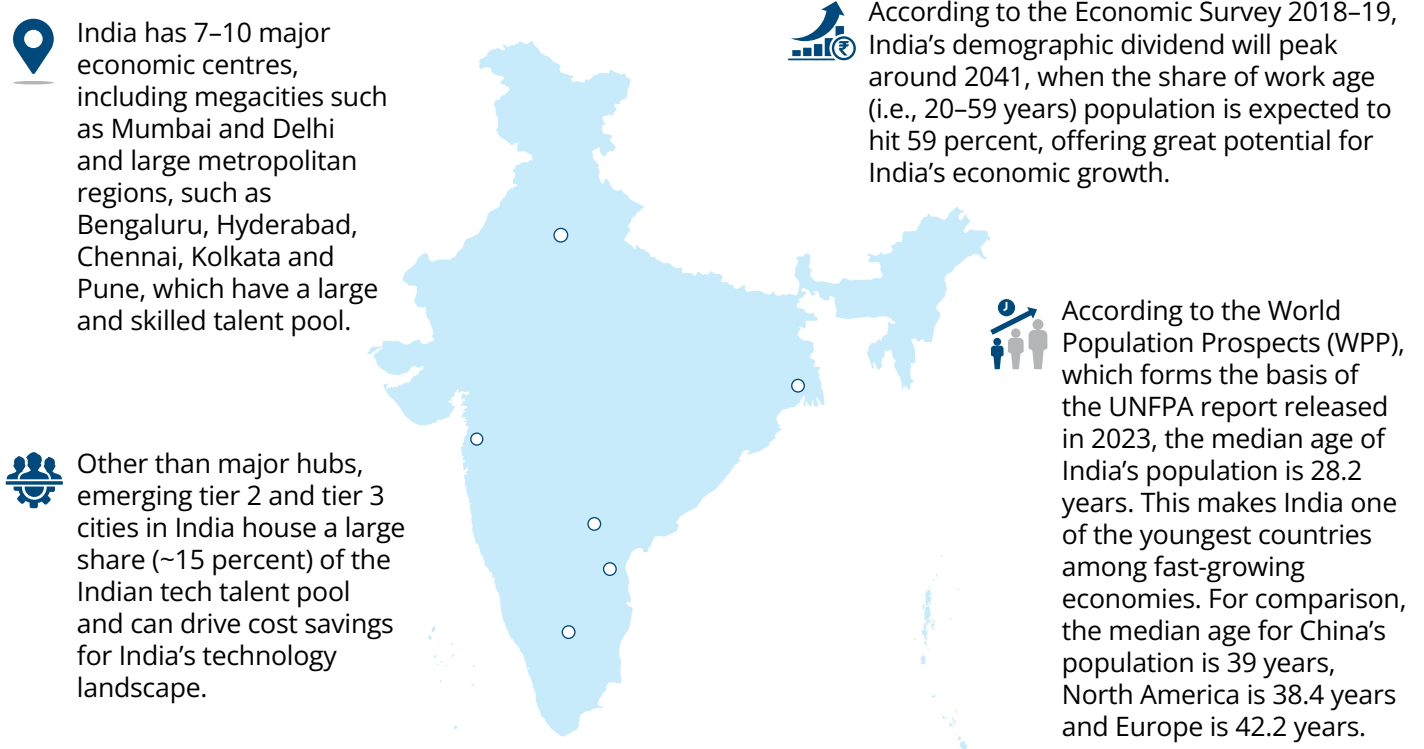 India has 7–10 major
economic centres,
including megacities such
as Mumbai and Delhi
and large metropolitan
regions, such as
Bengaluru, Hyderabad,
Chennai, Kolkata and
Pune, which have a large
and skilled talent pool.
Other than major hubs,
emerging tier 2 and tier 3
cities in India house a large
share (~15 percent) of the
Indian tech talent pool
and can drive cost savings
for India’s technology
landscape.
₹
According to the Economic Survey 2018–19,
India’s demographic dividend will peak
around 2041, when the share of work age
(i.e., 20–59 years) population is expected to
hit 59 percent, offering great potential for
India’s economic growth.
According to the World
Population Prospects (WPP),
which forms the basis of
the UNFPA report released
in 2023, the median age of
India’s population is 28.2
years. This makes India one
of the youngest countries
among fast-growing
economies. For comparison,
the median age for China’s
population is 39 years,
North America is 38.4 years
and Europe is 42.2 years.